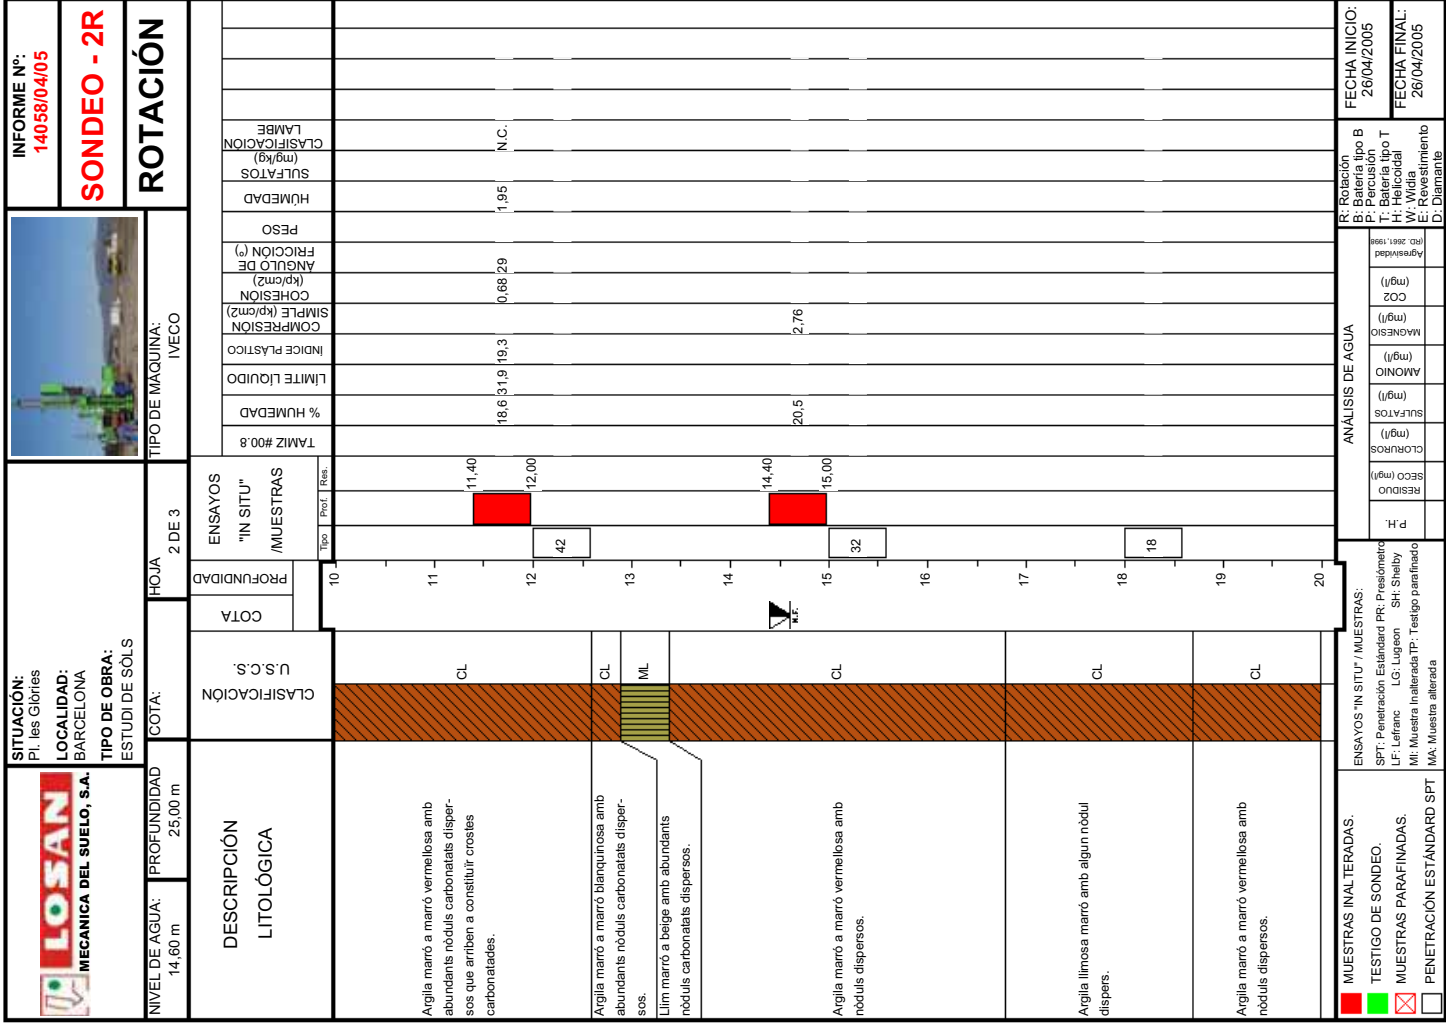 LOSAN
MECANICA DEL SUELO, S.A.
SITUACIÓN:
Pl. les Glòries
LOCALIDAD:
BARCELONA
TIPO DE OBRA:
ESTUDI DE SÒLS
INFORME Nº:
14058/04/05
SONDEO - 2R
ROTACIÓN
NIVEL DE AGUA:
14,60 m
PROFUNDIDAD
25,00 m
COTA:
HOJA
2 DE 3
TIPO DE MÁQUINA:
IVECO
DESCRIPCIÓN
LITOLÓGICA
CLASIFICACIÓN
U.S.C.S.
COTA
PROFUNDIDAD
ENSAYOS
"IN SITU"
/MUESTRAS
Tipo
Prof.
Res.
TAMIZ #00.8
% HUMEDAD
LÍMITE LÍQUIDO
ÍNDICE PLÁSTICO
COMPRESIÓN
SIMPLE (kp/cm2)
COHESIÓN
(kp/cm2)
ÁNGULO DE
FRICCIÓN (º)
PESO
HÚMEDAD
SULFATOS
(mg/kg)
CLASIFICACIÓN
LAMBE
10
11
12
13
14
15
16
17
18
19
20
Argila marró a marró vermellosa amb
abundants nòduls carbonatats disper-
sos que arriben a constituïr crostes
carbonatades.
CL
11,40
12,00
42
18,6
31,9
19,3
0,68
29
1,95
N.C.
Argila marró a marró blanquinosa amb
abundants nòduls carbonatats disper-
sos.
CL
Llim marró a beige amb abundants
nòduls carbonatats dispersos.
ML
Argila marró a marró vermellosa amb
nòduls dispersos.
CL
N.F.
14,40
15,00
32
20,5
2,76
Argila llimosa marró amb algun nòdul
dispers.
CL
18
Argila marró a marró vermellosa amb
nòduls dispersos.
CL
MUESTRAS INALTERADAS.
TESTIGO DE SONDEO.
MUESTRAS PARAFINADAS.
PENETRACIÓN ESTÁNDARD SPT
ENSAYOS "IN SITU" / MUESTRAS:
SPT: Penetración Estándard PR: Presiómetro
LF: Lefranc LG: Lugeon SH: Shelby
MI: Muestra Inalterada TP: Testigo parafinado
MA: Muestra alterada
ANÁLISIS DE AGUA
P.H.
RESIDUO
SECO (mg/l)
CLORUROS
(mg/l)
SULFATOS
(mg/l)
AMONIO
(mg/l)
MAGNESIO
(mg/l)
CO2
(mg/l)
Agresividad
(RD. 2661,1998
R: Rotación
B: Batería tipo B
P: Percusión
T: Batería tipo T
H: Helicoidal
W: Widia
E: Revestimiento
D: Diamante
FECHA INICIO:
26/04/2005
FECHA FINAL:
26/04/2005